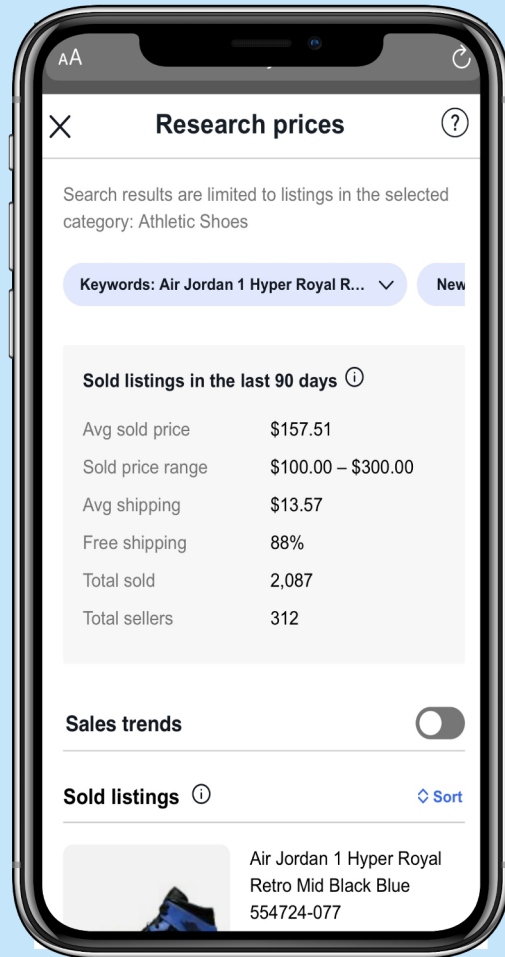 AA
Research prices
?
Search results are limited to listings in the selected
category: Athletic Shoes
Keywords: Air Jordan 1 Hyper Royal R... New
Sold listings in the last 90 days i
Avg sold price $157.51
Sold price range $100.00 – $300.00
Avg shipping $13.57
Free shipping 88%
Total sold 2,087
Total sellers 312
Sales trends
Sold listings i Sort
Air Jordan 1 Hyper Royal
Retro Mid Black Blue
554724-077